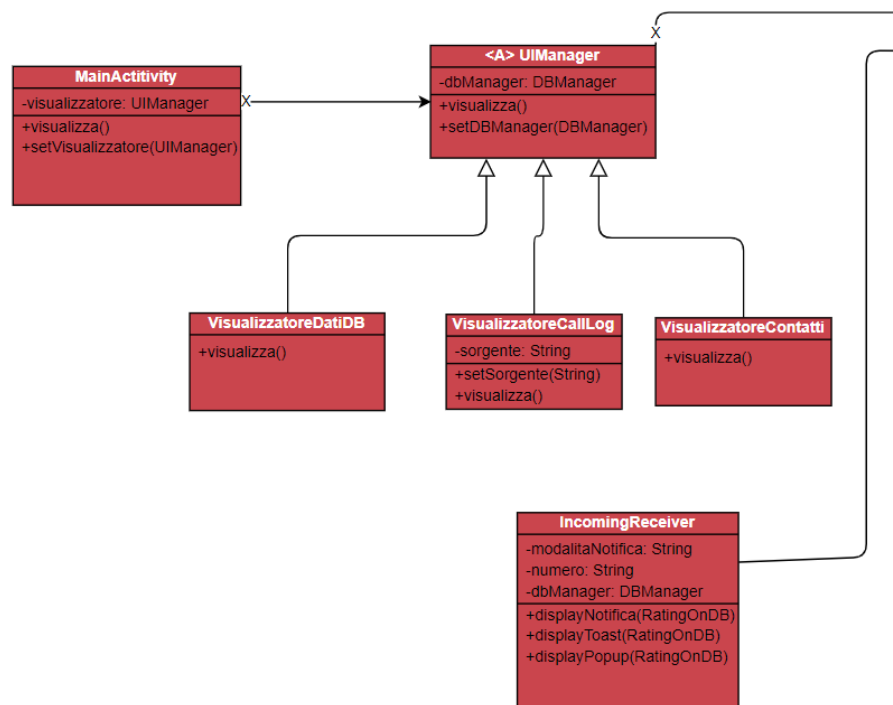 MainActitivity
-visualizzatore: UIManager
+visualizza()
+setVisualizzatore(UIManager)
X
<A> UIManager
-dbManager: DBManager
+visualizza()
+setDBManager(DBManager)
X
VisualizzatoreDatiDB
+visualizza()
VisualizzatoreCallLog
-sorgente: String
+setSorgente(String)
+visualizza()
VisualizzatoreContatti
+visualizza()
IncomingReceiver
-modalitaNotifica: String
-numero: String
-dbManager: DBManager
+displayNotifica(RatingOnDB)
+displayToast(RatingOnDB)
+displayPopup(RatingOnDB)